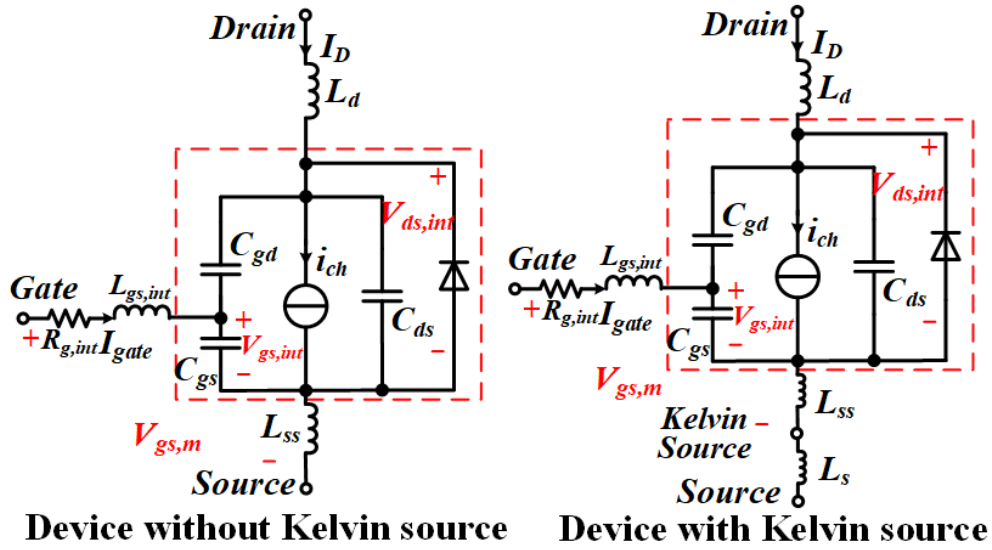 Drain
I_D
L_d
+
V_ds,int
C_gd
i_ch
Gate
L_gs,int
C_ds
+
+
R_g,int
I_gate
V_gs,int
−
C_gs
−
V_gs,m
L_ss
−
Source
Device without Kelvin source
Drain
I_D
L_d
+
V_ds,int
C_gd
i_ch
Gate
L_gs,int
C_ds
+
+
R_g,int
I_gate
V_gs,int
−
C_gs
−
V_gs,m
L_ss
Kelvin −
Source
L_s
Source
Device with Kelvin source